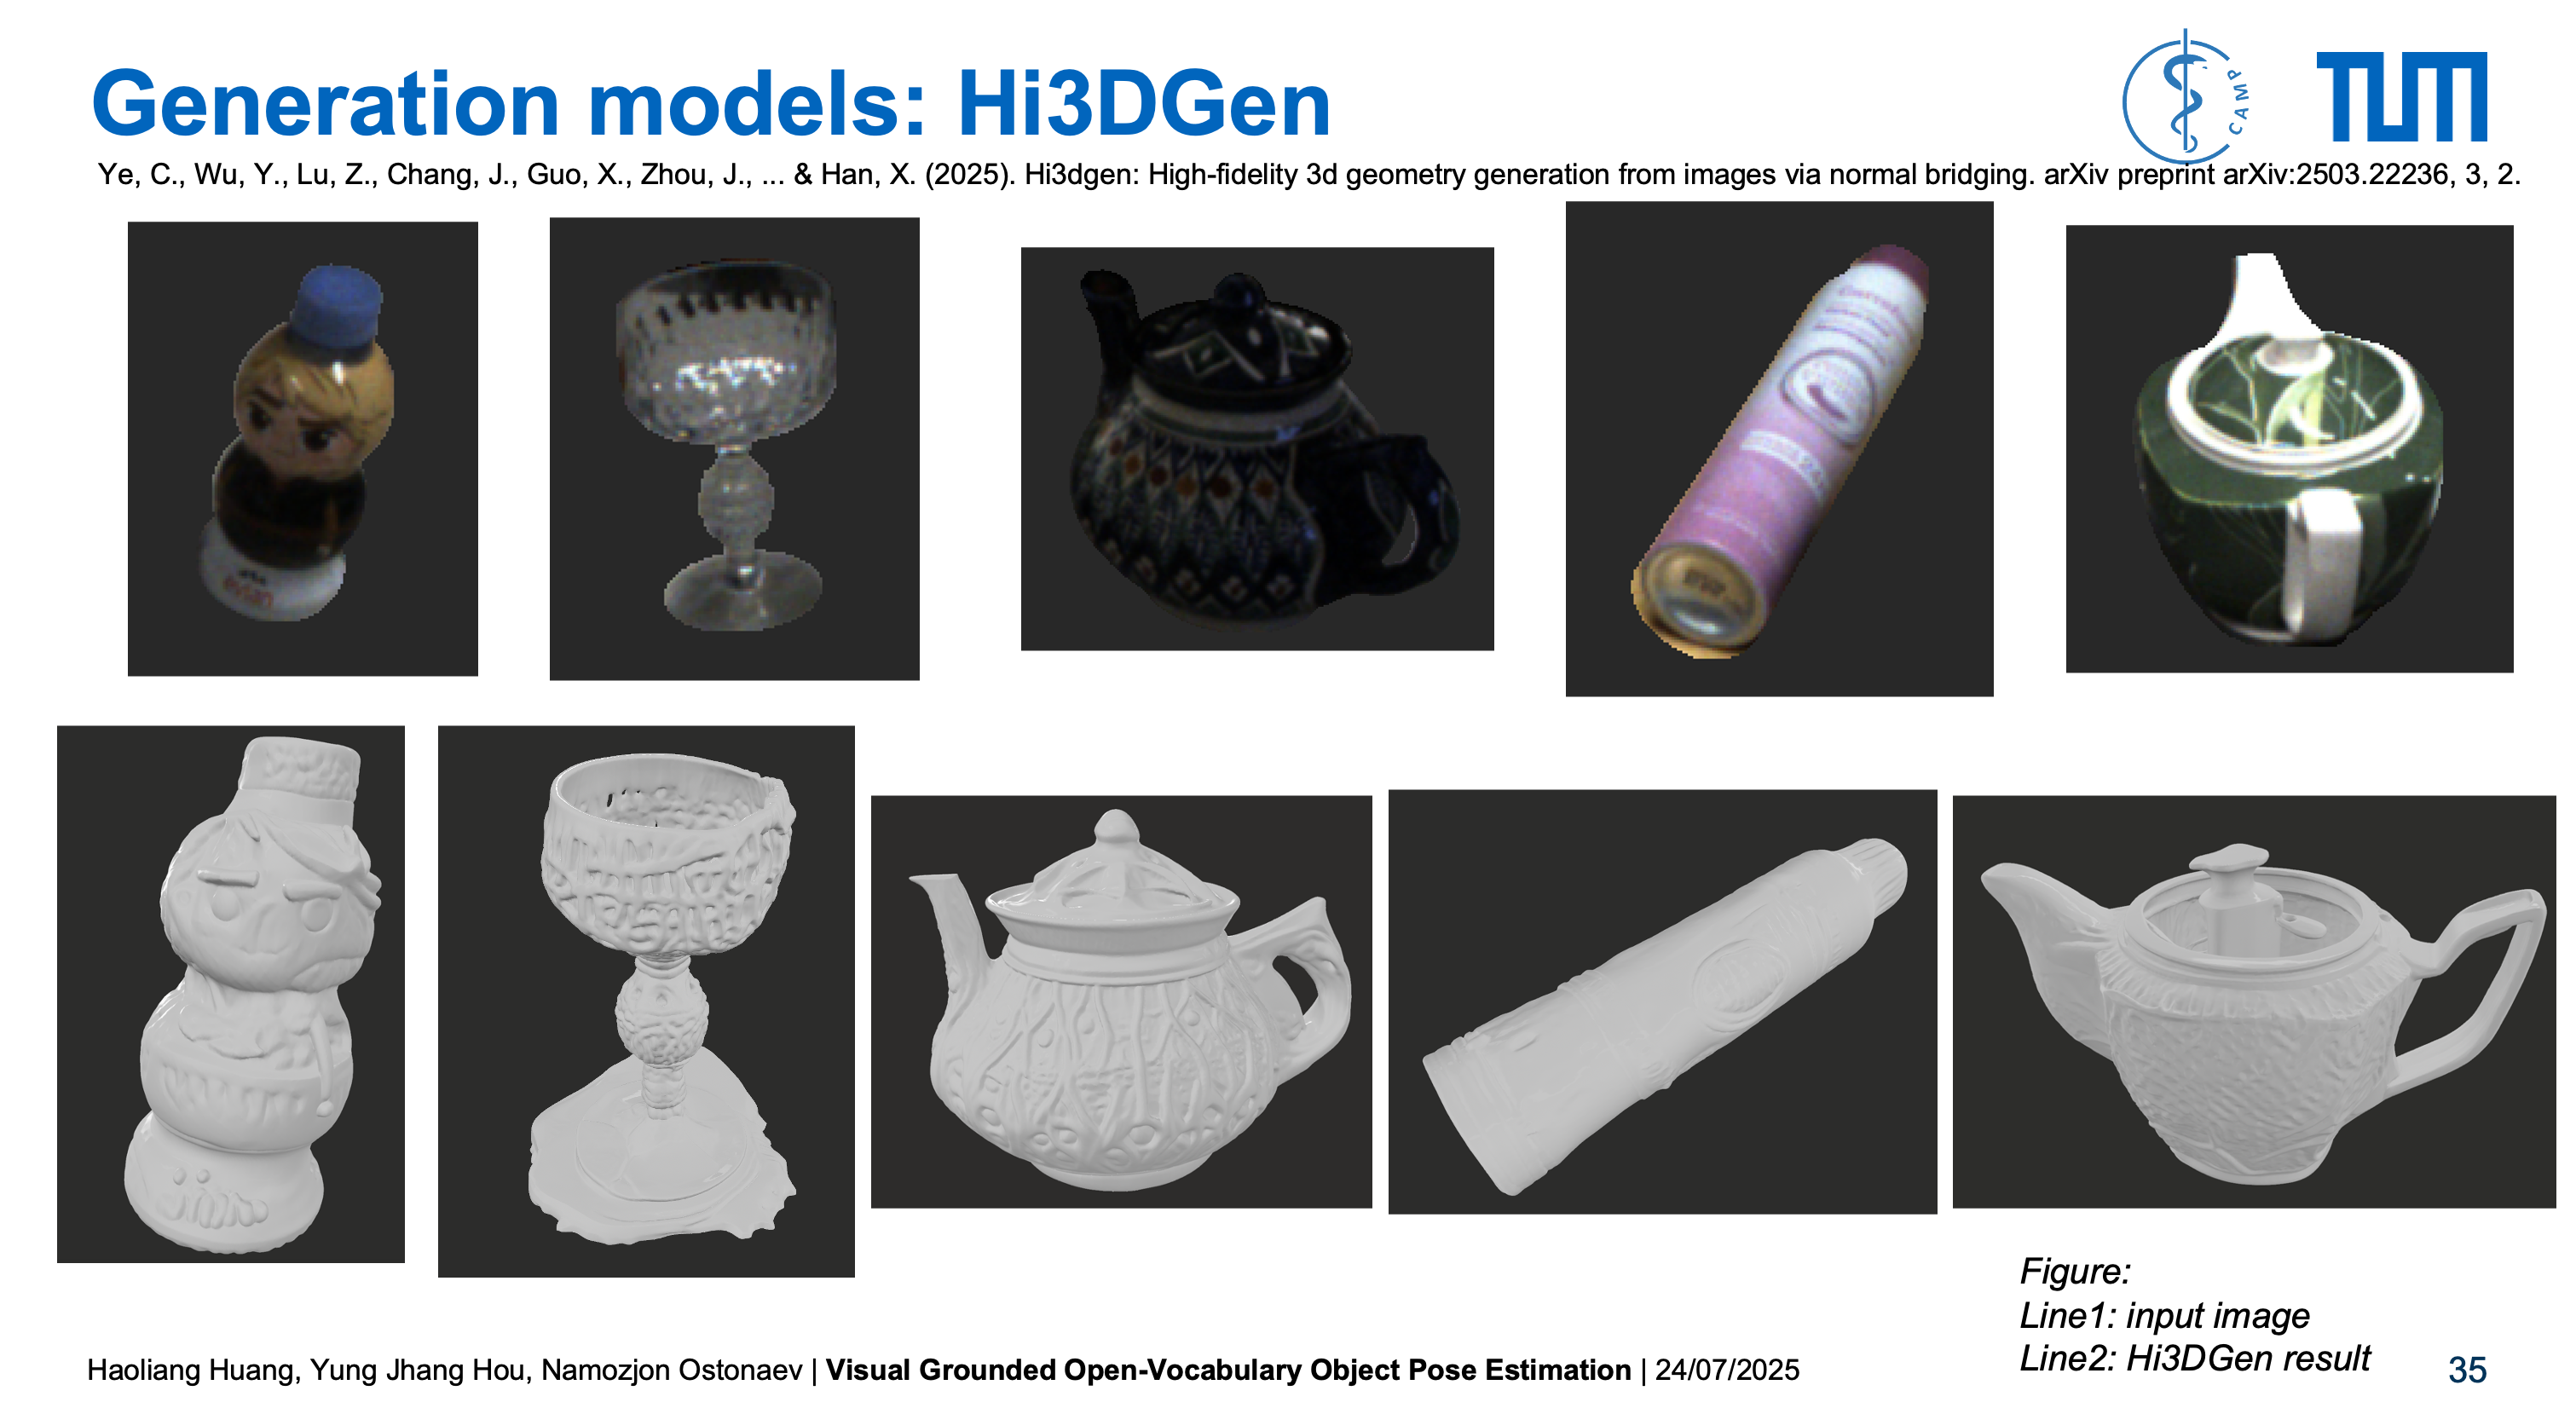 Generation models: Hi3DGen
CAMP
TUM
Ye, C., Wu, Y., Lu, Z., Chang, J., Guo, X., Zhou, J., ... & Han, X. (2025). Hi3dgen: High-fidelity 3d geometry generation from images via normal bridging. arXiv preprint arXiv:2503.22236, 3, 2.
evian
Figure:
Line1: input image
Line2: Hi3DGen result
Haoliang Huang, Yung Jhang Hou, Namozjon Ostonaev | Visual Grounded Open-Vocabulary Object Pose Estimation | 24/07/2025
35